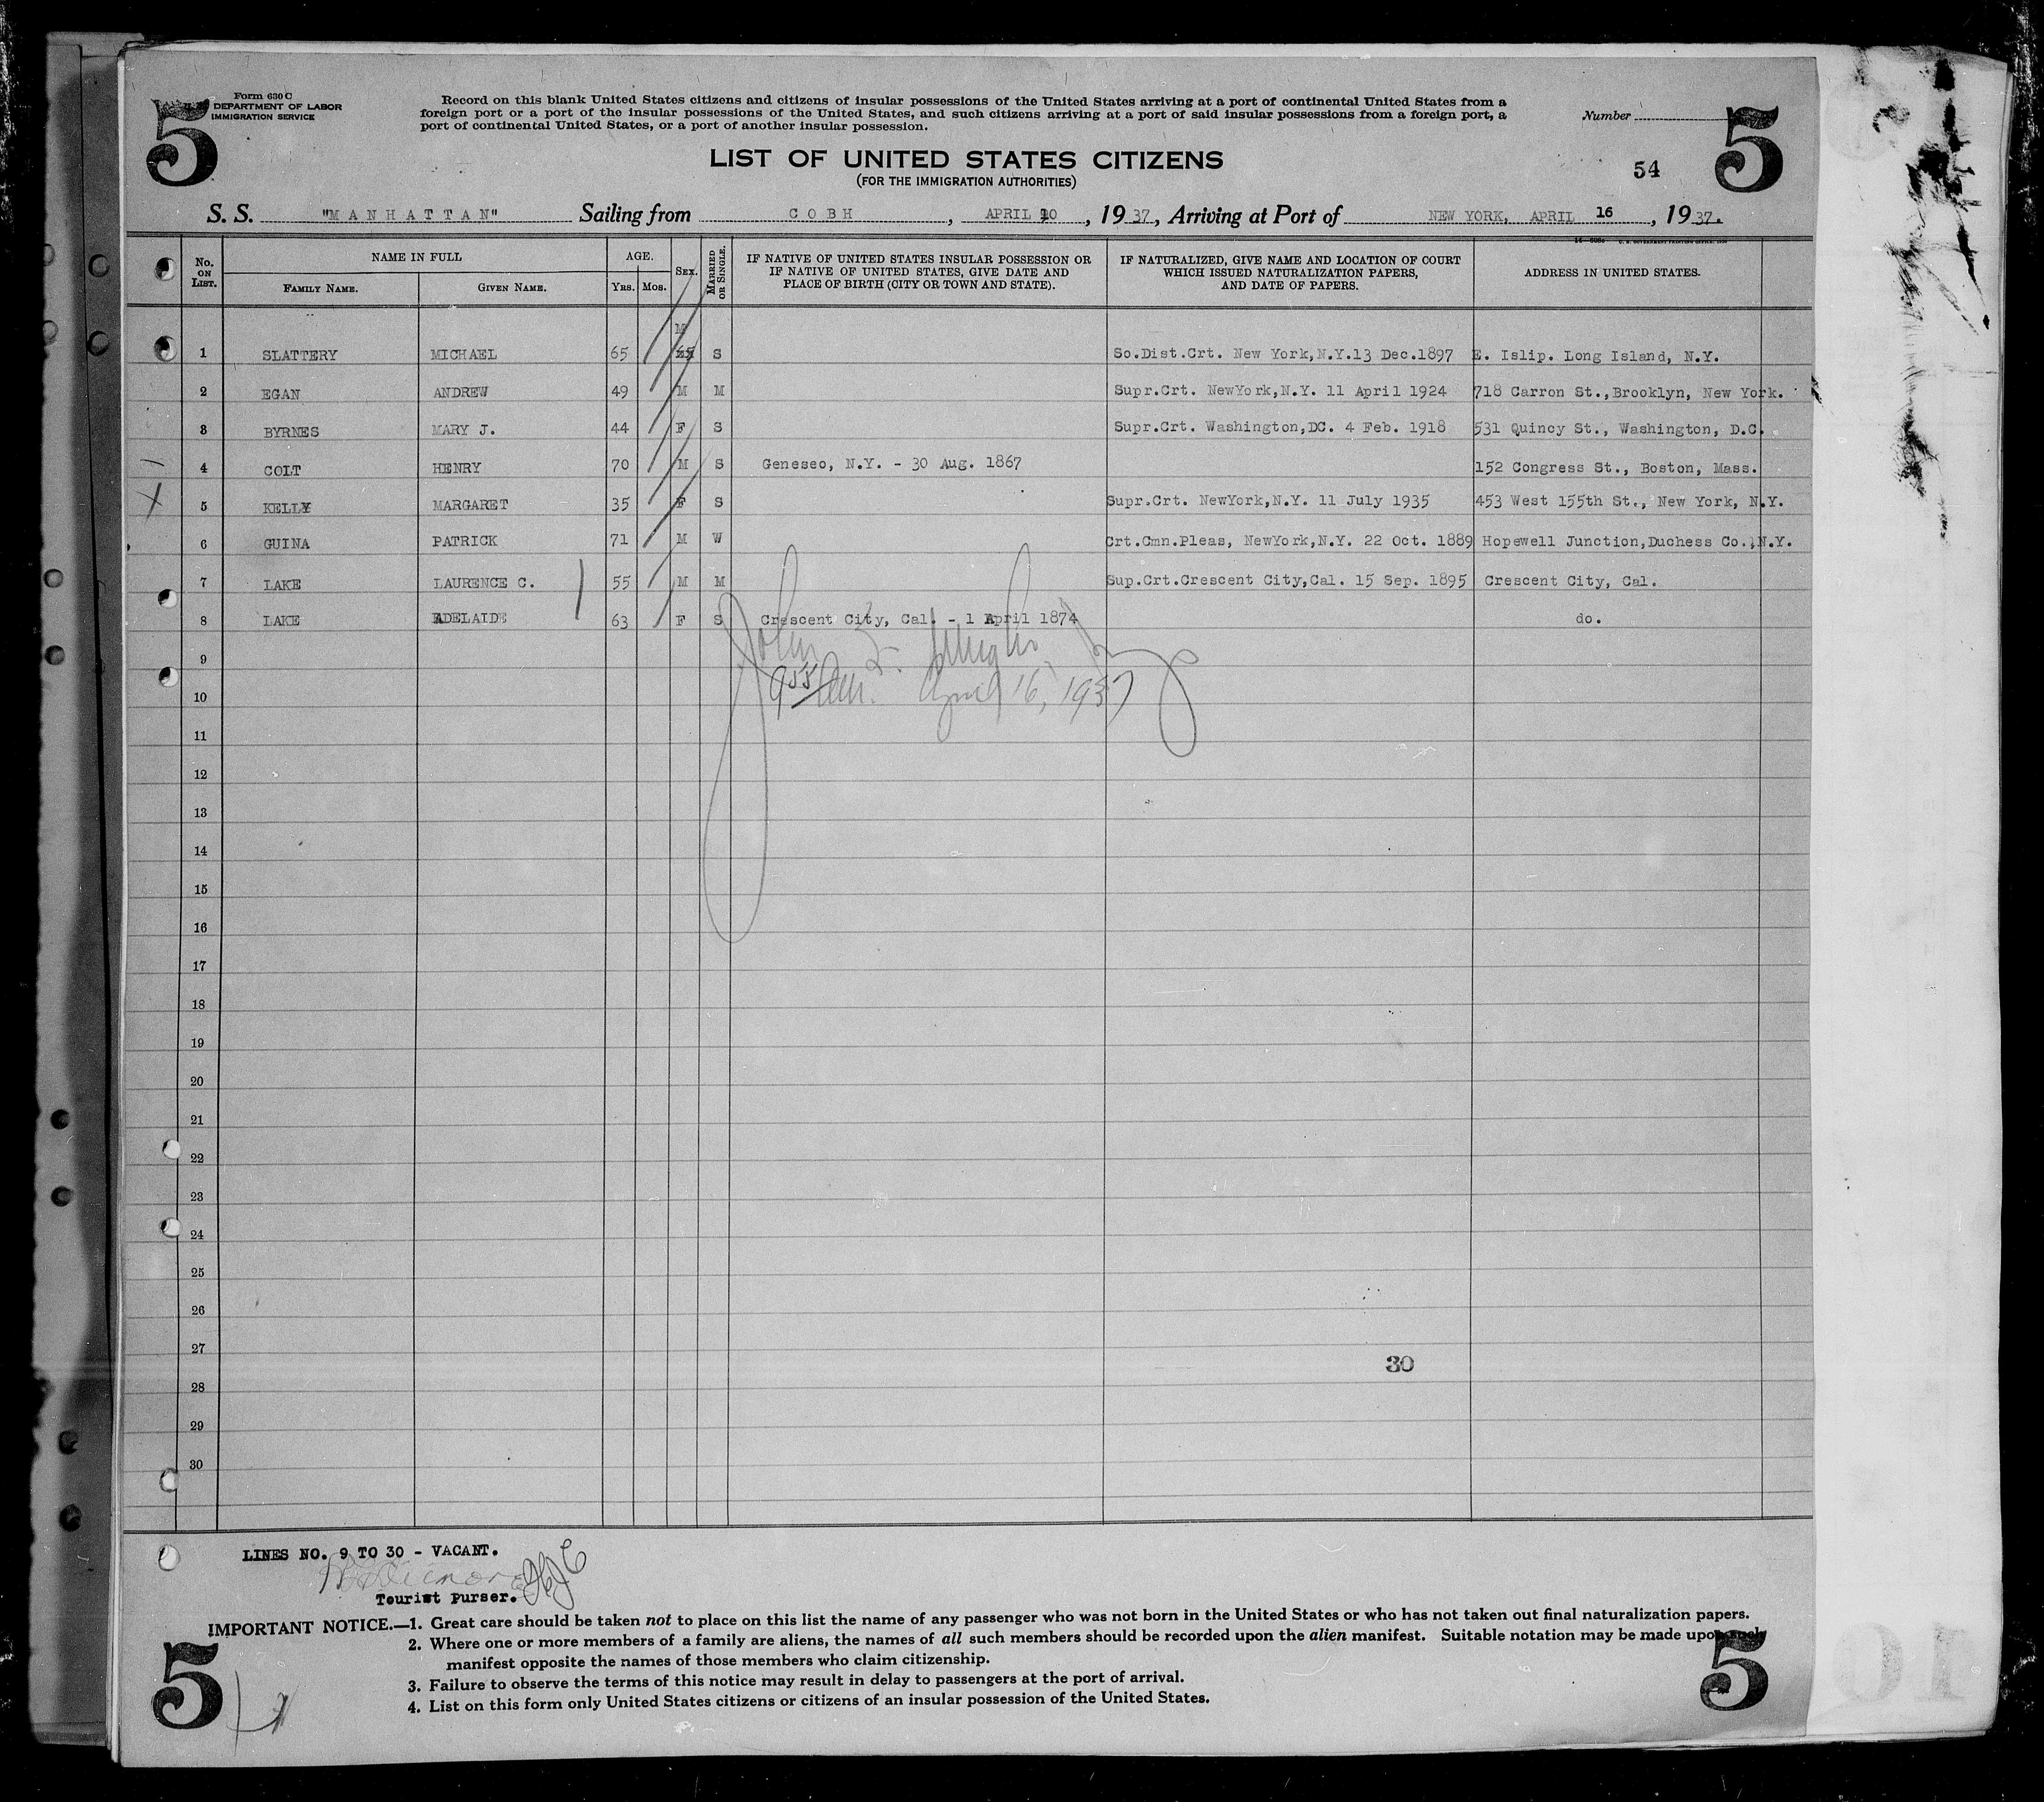 Form 630 C
DEPARTMENT OF LABOR
IMMIGRATION SERVICE
5
Record on this blank United States citizens and citizens of insular possessions of the United States arriving at a port of continental United States from a
foreign port or a port of the insular possessions of the United States, and such citizens arriving at a port of said insular possessions from a foreign port, a
port of continental United States, or a port of another insular possession.
Number
5
LIST OF UNITED STATES CITIZENS
(FOR THE IMMIGRATION AUTHORITIES)
54
S. S. "MANHATTAN" Sailing from COBH, APRIL 10, 1937, Arriving at Port of NEW YORK, APRIL 16, 1937.
No. ON LIST. NAME IN FULL FAMILY NAME. GIVEN NAME. AGE. YRS. MOS. SEX. MARRIED OR SINGLE. IF NATIVE OF UNITED STATES INSULAR POSSESSION OR IF NATIVE OF UNITED STATES, GIVE DATE AND PLACE OF BIRTH (CITY OR TOWN AND STATE). IF NATURALIZED, GIVE NAME AND LOCATION OF COURT WHICH ISSUED NATURALIZATION PAPERS, AND DATE OF PAPERS. ADDRESS IN UNITED STATES.
1 SLATTERY MICHAEL 65 M S So.Dist.Crt. New York,N.Y.13 Dec.1897 E. Islip. Long Island, N.Y.
2 EGAN ANDREW 49 M M Supr.Crt. NewYork,N.Y. 11 April 1924 718 Carron St.,Brooklyn, New York.
3 BYRNES MARY J. 44 F S Supr.Crt. Washington,DC. 4 Feb. 1918 531 Quincy St., Washington, D.C.
4 COLT HENRY 70 M S Geneseo, N.Y. - 30 Aug. 1867 152 Congress St., Boston, Mass.
5 KELLY MARGARET 35 F S Supr.Crt. NewYork,N.Y. 11 July 1935 453 West 155th St., New York, N.Y.
6 GUINA PATRICK 71 M W Crt.Cmn.Pleas, NewYork,N.Y. 22 Oct. 1889 Hopewell Junction,Duchess Co.,N.Y.
7 LAKE LAURENCE C. 55 M M Sup.Crt.Crescent City,Cal. 15 Sep. 1895 Crescent City, Cal.
8 LAKE ADELAIDE 63 F S Crescent City, Cal. - 1 April 1874 do.
John
9
955 Am. April 16, 1937
10
11
12
13
14
15
16
17
18
19
20
21
22
23
24
25
26
27
30
28
29
30
LINES NO. 9 TO 30 - VACANT.
Tourist Purser.
IMPORTANT NOTICE.—1. Great care should be taken not to place on this list the name of any passenger who was not born in the United States or who has not taken out final naturalization papers.
2. Where one or more members of a family are aliens, the names of all such members should be recorded upon the alien manifest. Suitable notation may be made upon such
manifest opposite the names of those members who claim citizenship.
3. Failure to observe the terms of this notice may result in delay to passengers at the port of arrival.
4. List on this form only United States citizens or citizens of an insular possession of the United States.
5
5